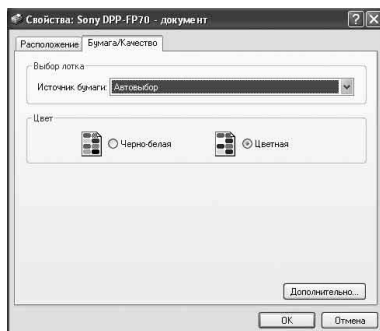 Свойства: Sony DPP-FP70 - документ
Расположение Бумага/Качество
Выбор лотка
Источник бумаги: Автовыбор
Цвет
Черно-белая Цветная
Дополнительно...
OK Отмена